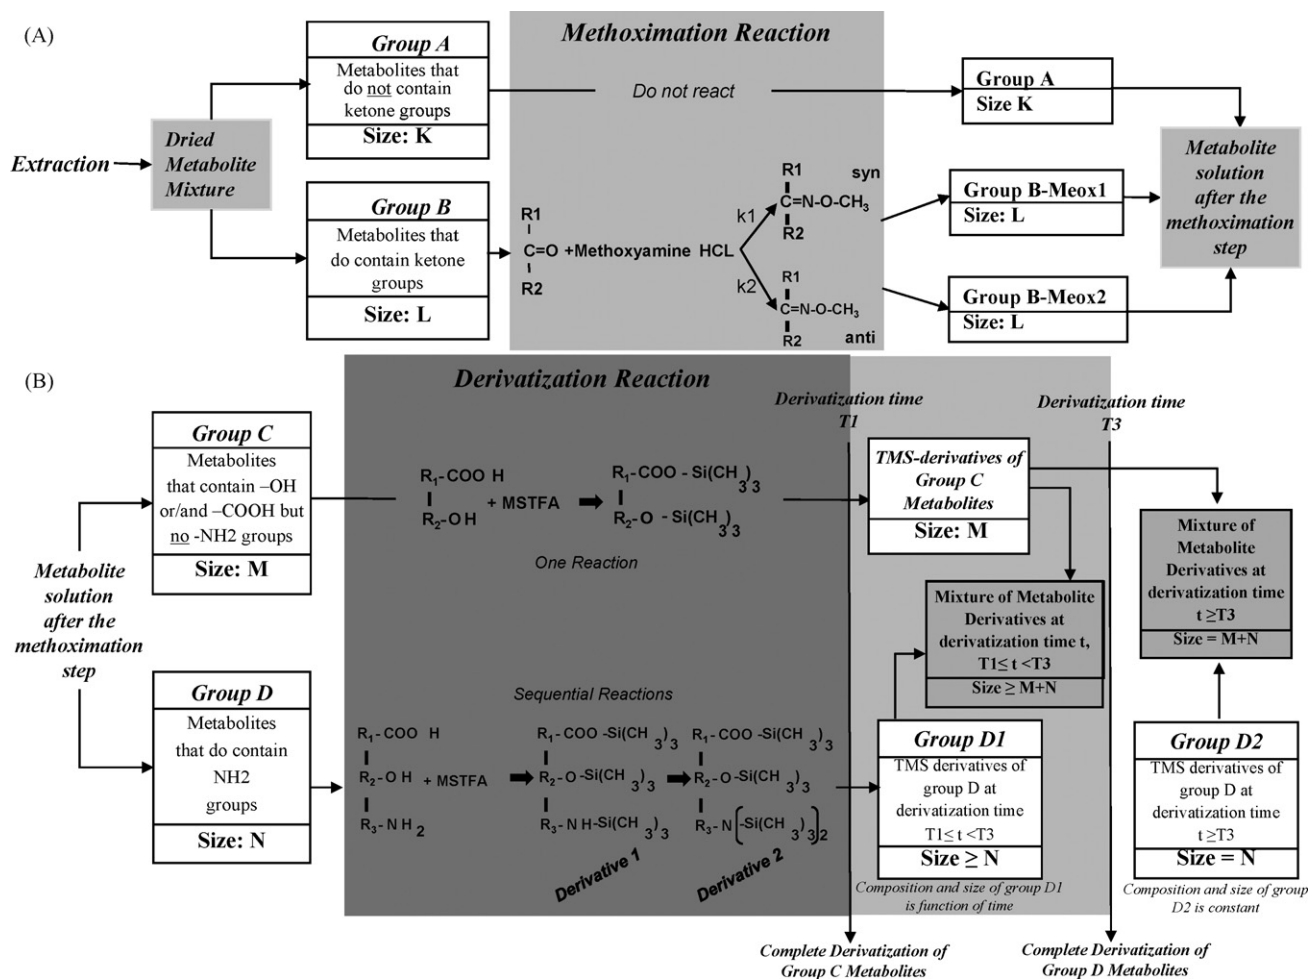 (A)
Extraction
Dried
Metabolite
Mixture
Group A
Metabolites that
do not contain
ketone groups
Size: K
Group B
Metabolites that
do contain ketone
groups
Size: L
Methoximation Reaction
Do not react
R1
C=O +Methoxyamine HCL
R2
k1
k2
R1
C=N-O-CH3
R2
syn
R1
C=N-O-CH3
R2
anti
Group A
Size K
Group B-Meox1
Size: L
Group B-Meox2
Size: L
Metabolite
solution
after the
methoximation
step
(B)
Metabolite
solution
after the
methoximation
step
Group C
Metabolites
that contain –OH
or/and –COOH but
no -NH2 groups
Size: M
Group D
Metabolites
that do contain
NH2
groups
Size: N
Derivatization Reaction
R1-COO H
R2-OH
+ MSTFA
R1-COO - Si(CH3)3
R2-O - Si(CH3)3
One Reaction
Sequential Reactions
R1-COO H
R2-OH
+ MSTFA
R3-NH2
R1-COO -Si(CH3)3
R2-O -Si(CH3)3
R3-NH-Si(CH3)3
Derivative 1
R1-COO -Si(CH3)3
R2-O -Si(CH3)3
R3-N(-Si(CH3)3)2
Derivative 2
Derivatization time
T1
Derivatization time
T3
TMS-derivatives of
Group C
Metabolites
Size: M
Mixture of Metabolite
Derivatives at
derivatization time t,
T1≤ t <T3
Size ≥ M+N
Mixture of
Metabolite
Derivatives at
derivatization time
t ≥T3
Size = M+N
Group D1
TMS derivatives of
group D at
derivatization time
T1≤ t <T3
Size ≥ N
Composition and size of group D1
is function of time
Group D2
TMS derivatives of
group D at
derivatization time
t ≥T3
Size = N
Composition and size of group
D2 is constant
Complete Derivatization of
Group C Metabolites
Complete Derivatization of
Group D Metabolites